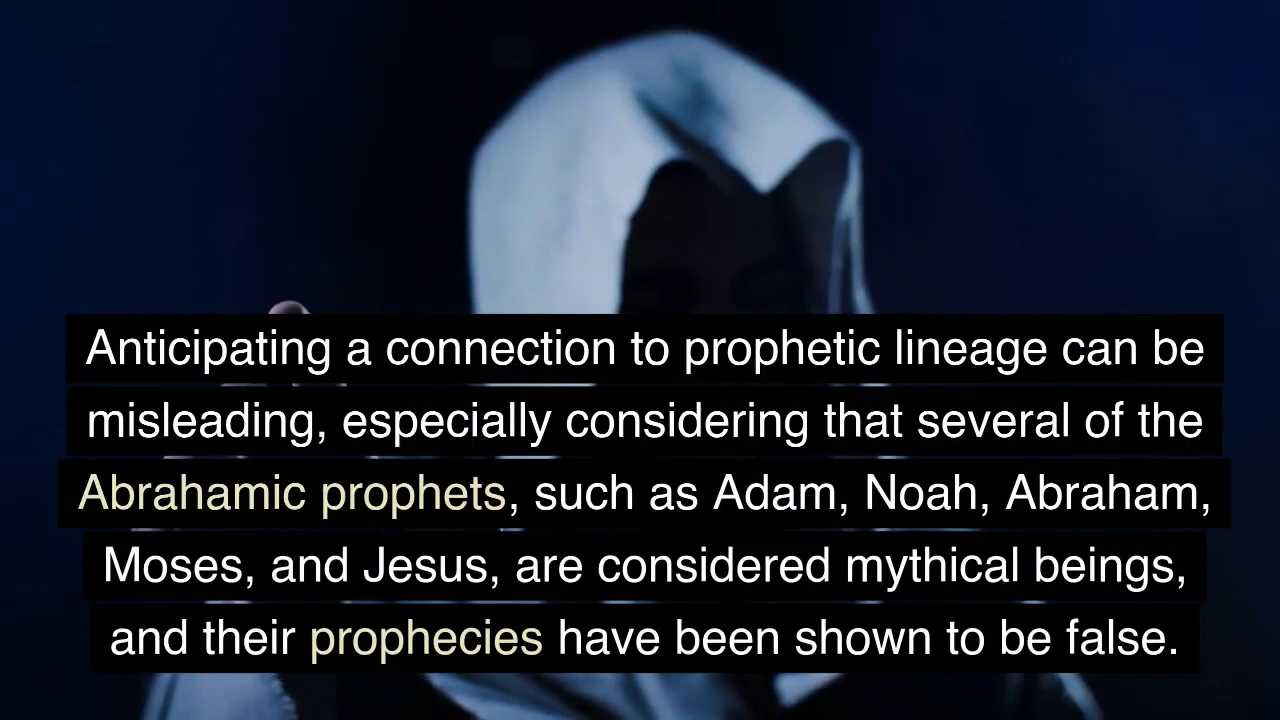 Anticipating a connection to prophetic lineage can be
misleading, especially considering that several of the
Abrahamic prophets, such as Adam, Noah, Abraham,
Moses, and Jesus, are considered mythical beings,
and their prophecies have been shown to be false.